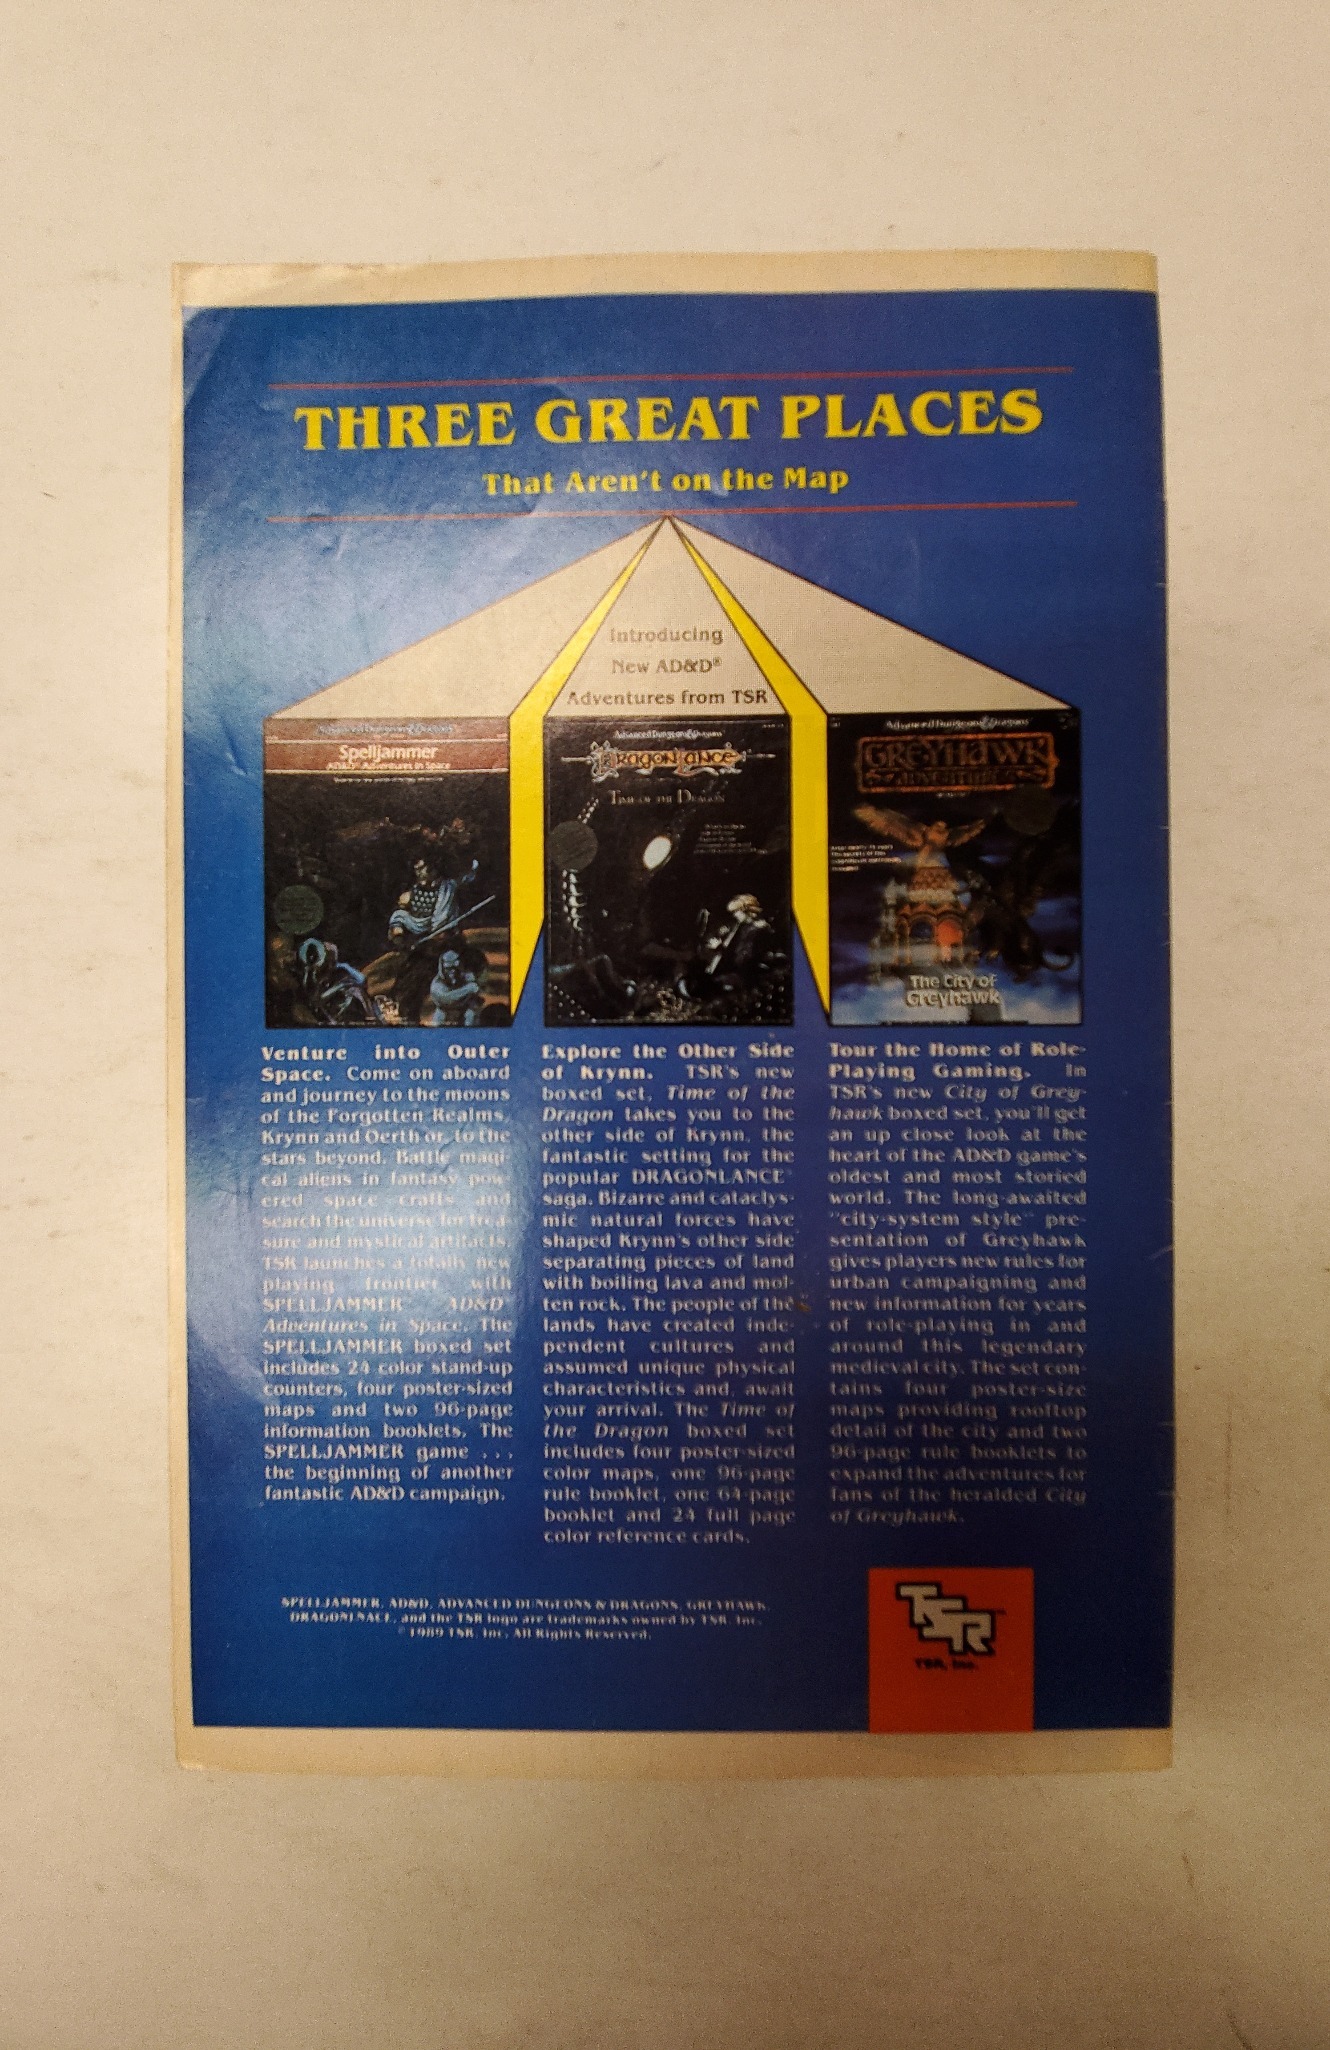 THREE GREAT PLACES
That Aren't on the Map
Introducing
New AD&D®
Adventures from TSR
Advanced Dungeons & Dragons
Spelljammer
AD&D Adventures in Space
Advanced Dungeons & Dragons
DRAGONLANCE
TIME OF THE DRAGON
Advanced Dungeons & Dragons
GREYHAWK
ADVENTURES
The City of
Greyhawk
Venture into Outer
Space. Come on aboard
and journey to the moons
of the Forgotten Realms,
Krynn and Oerth or, to the
stars beyond. Battle magi-
cal aliens in fantasy pow-
ered space crafts and
search the universe for trea-
sure and mystical artifacts.
TSR launches a totally new
playing frontier with
SPELLJAMMER AD&D
Adventures in Space. The
SPELLJAMMER boxed set
includes 24 color stand-up
counters, four poster-sized
maps and two 96-page
information booklets. The
SPELLJAMMER game . . .
the beginning of another
fantastic AD&D campaign.
Explore the Other Side
of Krynn. TSR's new
boxed set, Time of the
Dragon takes you to the
other side of Krynn, the
fantastic setting for the
popular DRAGONLANCE
saga. Bizarre and cataclys-
mic natural forces have
shaped Krynn's other side
separating pieces of land
with boiling lava and mol-
ten rock. The people of the
lands have created inde-
pendent cultures and
assumed unique physical
characteristics and, await
your arrival. The Time of
the Dragon boxed set
includes four poster-sized
color maps, one 96-page
rule booklet, one 64-page
booklet and 24 full page
color reference cards.
Tour the Home of Role-
Playing Gaming. In
TSR's new City of Grey-
hawk boxed set, you'll get
an up close look at the
heart of the AD&D game's
oldest and most storied
world. The long-awaited
"city-system style" pre-
sentation of Greyhawk
gives players new rules for
urban campaigning and
new information for years
of role-playing in and
around this legendary
medieval city. The set con-
tains four poster-size
maps providing rooftop
detail of the city and two
96-page rule booklets to
expand the adventures for
fans of the heralded City
of Greyhawk.
SPELLJAMMER, AD&D, ADVANCED DUNGEONS & DRAGONS, GREYHAWK,
DRAGONLNACE, and the TSR logo are trademarks owned by TSR, Inc.
© 1989 TSR, Inc. All Rights Reserved.
TSR
TSR, Inc.